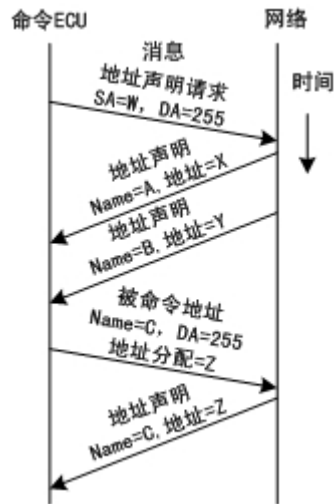 命令ECU
网络
消息
时间
地址声明请求
SA=W, DA=255
地址声明
Name=A,地址=X
地址声明
Name=B,地址=Y
被命令地址
Name=C, DA=255
地址分配=Z
地址声明
Name=C,地址=Z